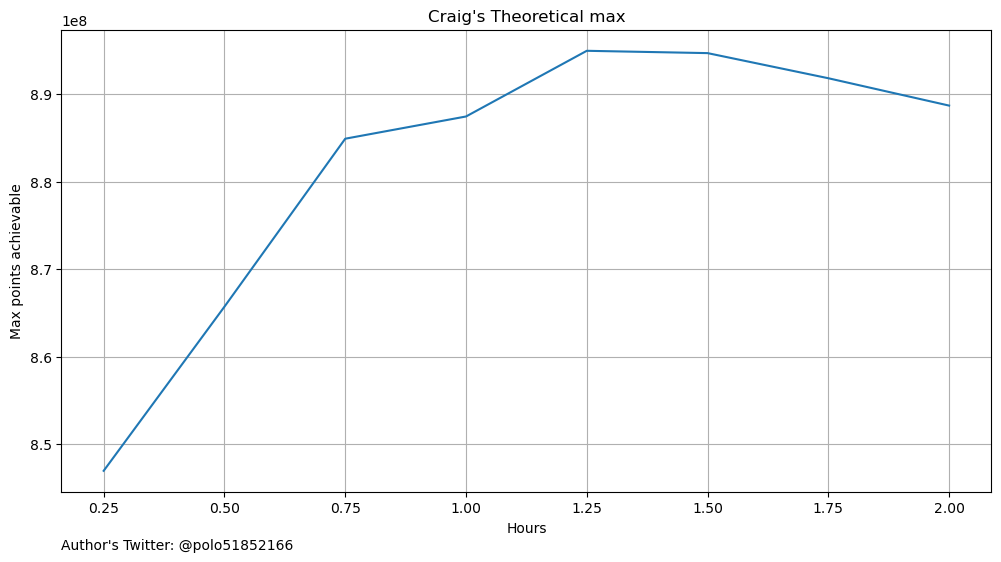 Craig's Theoretical max
1e8
Max points achievable
8.9
8.8
8.7
8.6
8.5
0.25 0.50 0.75 1.00 1.25 1.50 1.75 2.00
Hours
Author's Twitter: @polo51852166